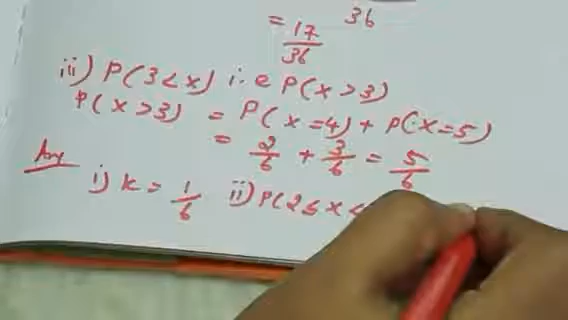 = 17/36 36
iii) P(3<x) i.e P(x>3)
P(x>3) = P(x=4) + P(x=5)
= 2/6 + 3/6 = 5/6
Ans
i) k = 1/6 ii) P(2≤x<